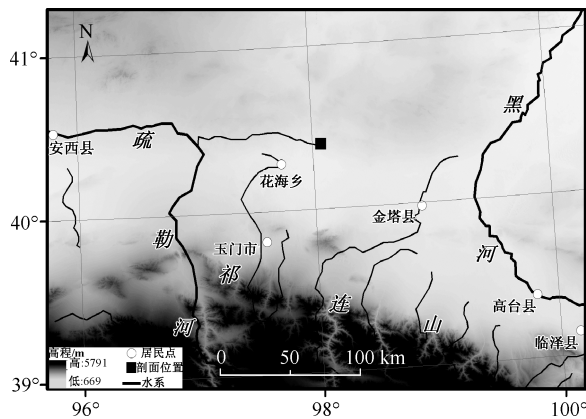 N
41°
疏
黑
安西县
花海乡
金塔县
40°
勒
玉门市
祁
河
连
高台县
河
山
临泽县
高程/m
高:5791
低:669
居民点
剖面位置
水系
0 50 100 km
39°
96° 98° 100°